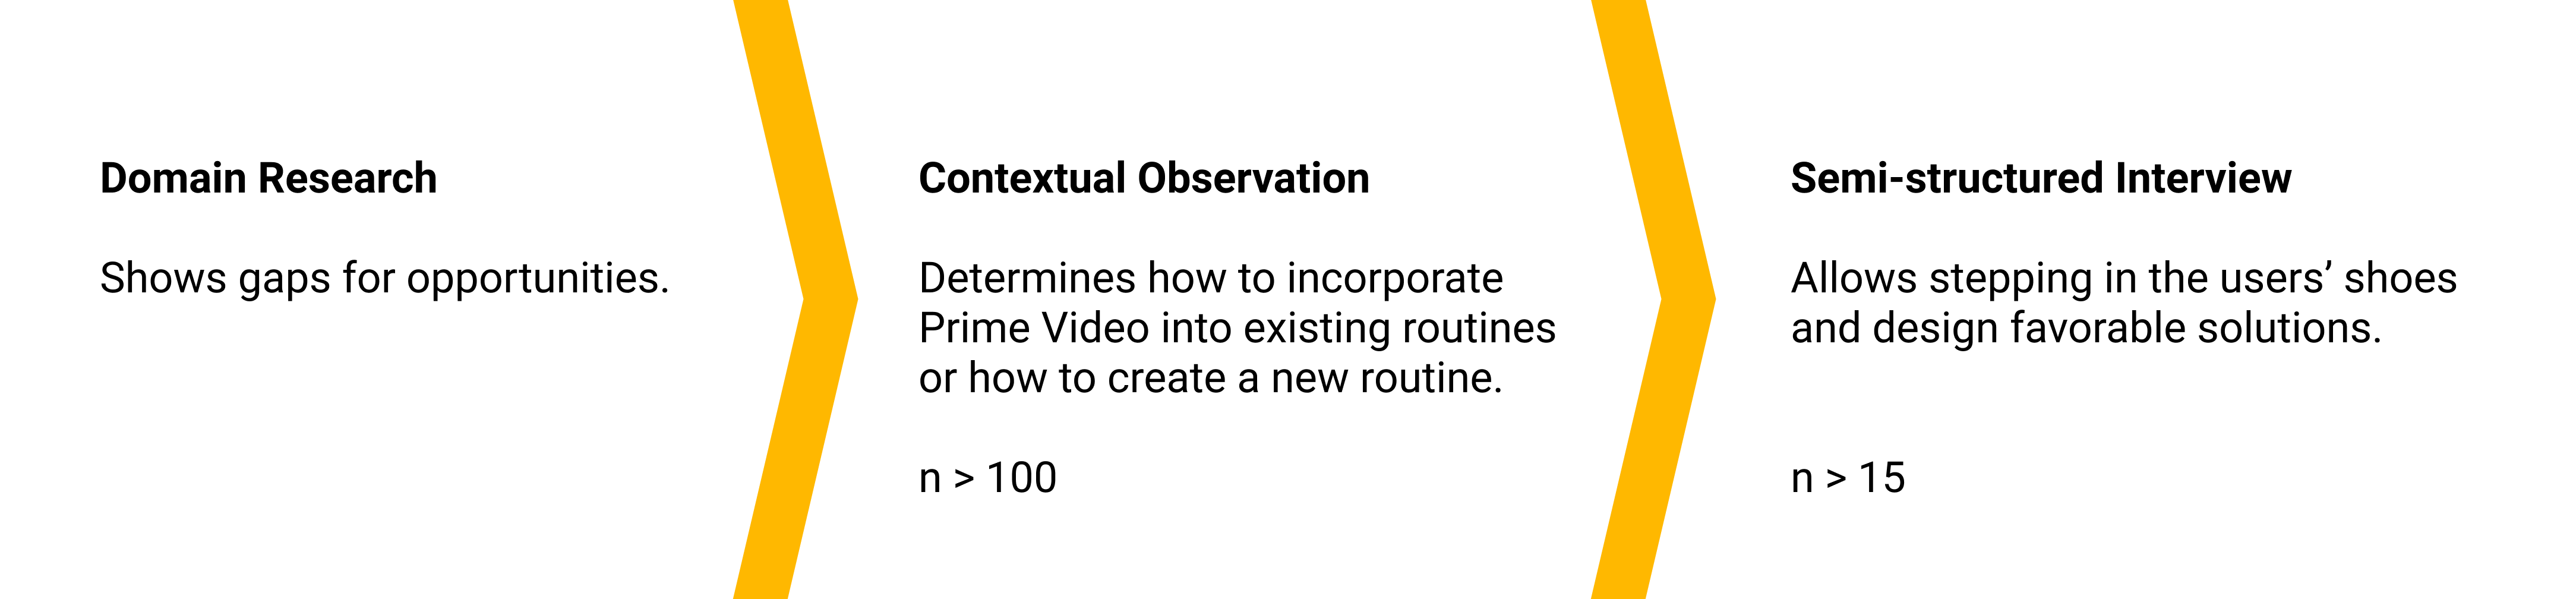 Domain Research
Shows gaps for opportunities.
Contextual Observation
Determines how to incorporate
Prime Video into existing routines
or how to create a new routine.
n > 100
Semi-structured Interview
Allows stepping in the users’ shoes
and design favorable solutions.
n > 15